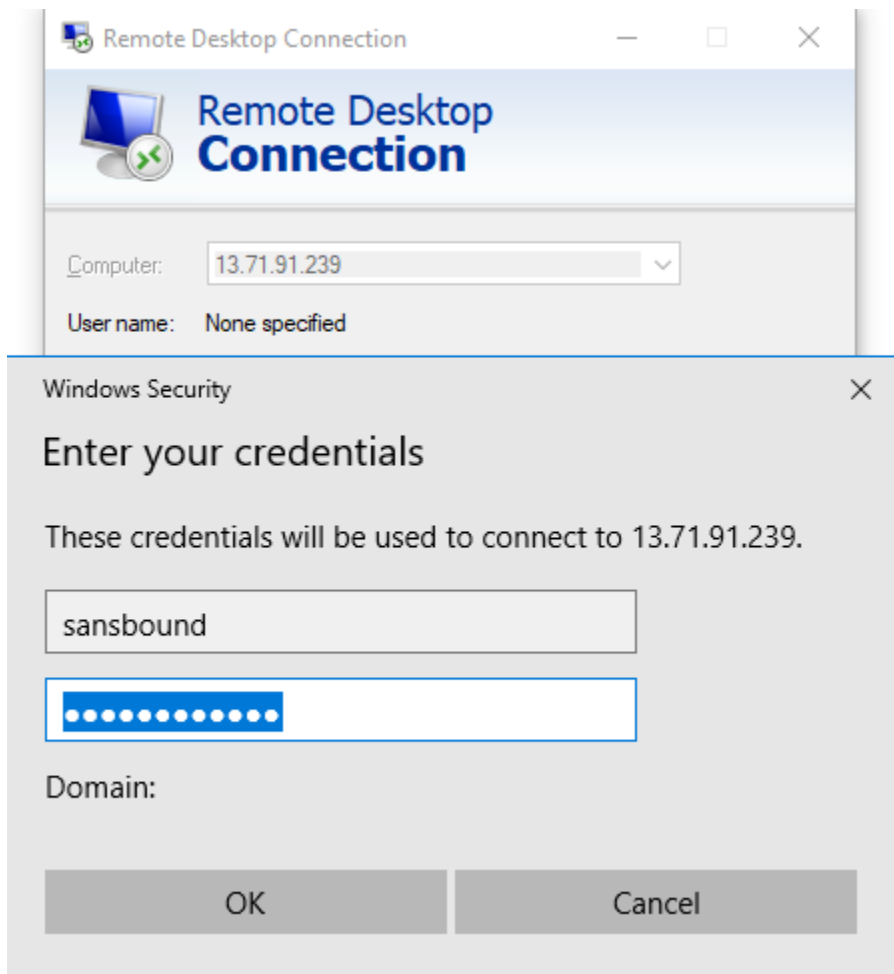 Remote Desktop Connection
Remote Desktop
Connection
Computer: 13.71.91.239
User name: None specified
Windows Security
Enter your credentials
These credentials will be used to connect to 13.71.91.239.
sansbound
••••••••••••
Domain:
OK Cancel